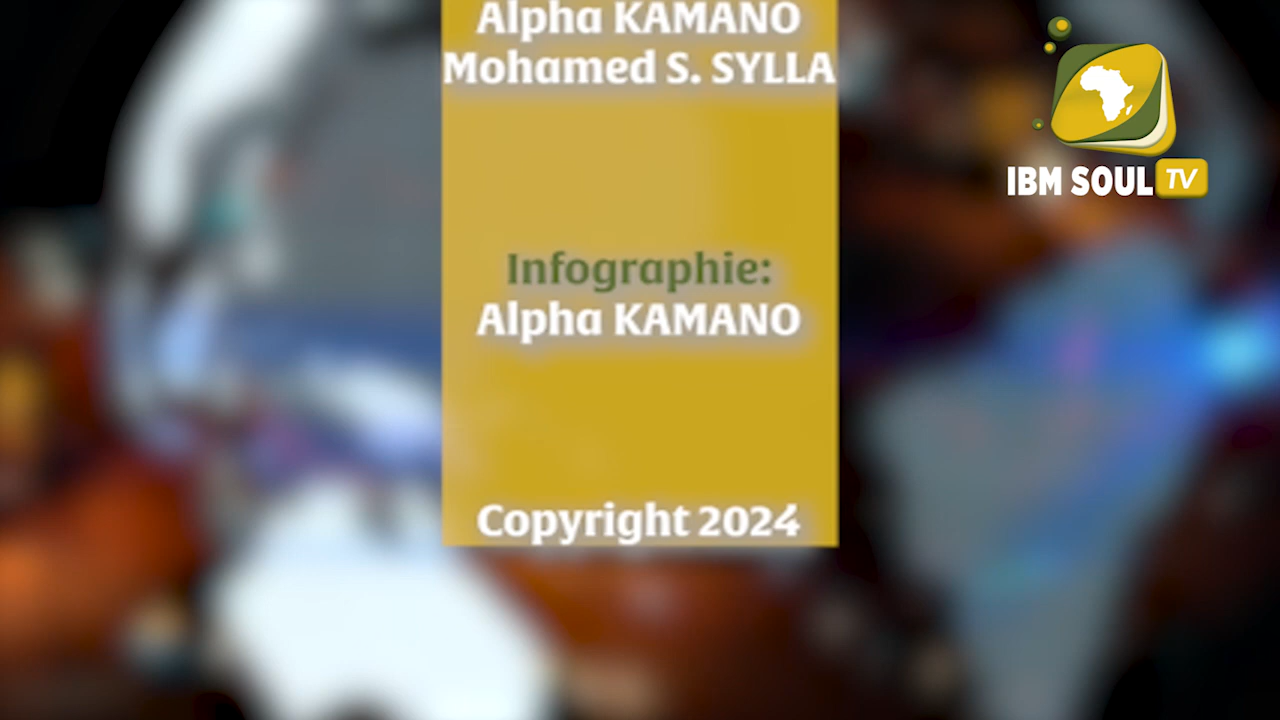 Alpha KAMANO
Mohamed S. SYLLA
Infographie:
Alpha KAMANO
Copyright 2024
IBM SOUL TV